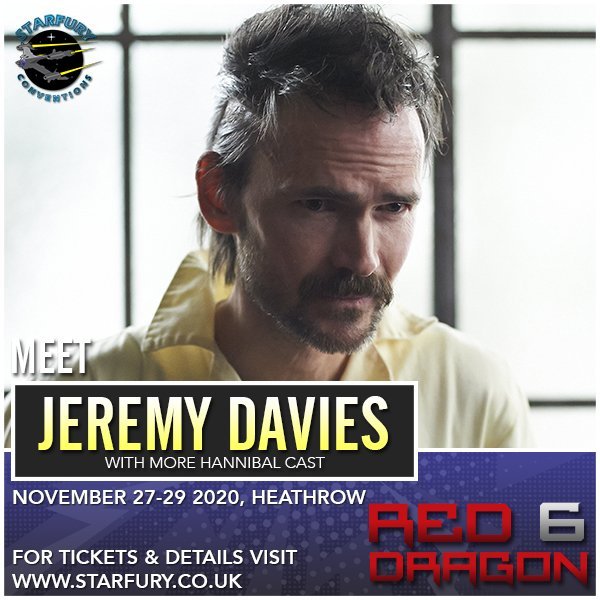 STARFURY
CONVENTIONS
MEET
JEREMY DAVIES
WITH MORE HANNIBAL CAST
NOVEMBER 27-29 2020, HEATHROW
RED 6
DRAGON
FOR TICKETS & DETAILS VISIT
WWW.STARFURY.CO.UK